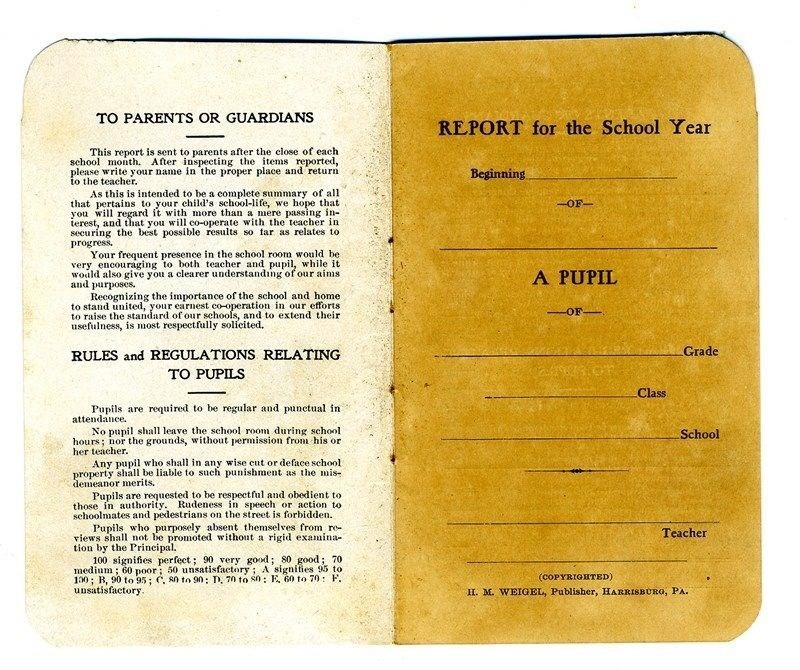 TO PARENTS OR GUARDIANS
This report is sent to parents after the close of each
school month. After inspecting the items reported,
please write your name in the proper place and return
to the teacher.
As this is intended to be a complete summary of all
that pertains to your child's school-life, we hope that
you will regard it with more than a mere passing in-
terest, and that you will co-operate with the teacher in
securing the best possible results so far as relates to
progress.
Your frequent presence in the school room would be
very encouraging to both teacher and pupil, while it
would also give you a clearer understanding of our aims
and purposes.
Recognizing the importance of the school and home
to stand united, your earnest co-operation in our efforts
to raise the standard of our schools, and to extend their
usefulness, is most respectfully solicited.
RULES and REGULATIONS RELATING
TO PUPILS
Pupils are required to be regular and punctual in
attendance.
No pupil shall leave the school room during school
hours; nor the grounds, without permission from his or
her teacher.
Any pupil who shall in any wise cut or deface school
property shall be liable to such punishment as the mis-
demeanor merits.
Pupils are requested to be respectful and obedient to
those in authority. Rudeness in speech or action to
schoolmates and pedestrians on the street is forbidden.
Pupils who purposely absent themselves from re-
views shall not be promoted without a rigid examina-
tion by the Principal.
100 signifies perfect; 90 very good; 80 good; 70
medium; 60 poor; 50 unsatisfactory; A signifies 95 to
100; B, 90 to 95; C, 80 to 90; D, 70 to 80; E, 60 to 70; F,
unsatisfactory.
REPORT for the School Year
Beginning
—OF—
A PUPIL
—OF—
Grade
Class
School
Teacher
(COPYRIGHTED)
H. M. WEIGEL, Publisher, HARRISBURG, PA.